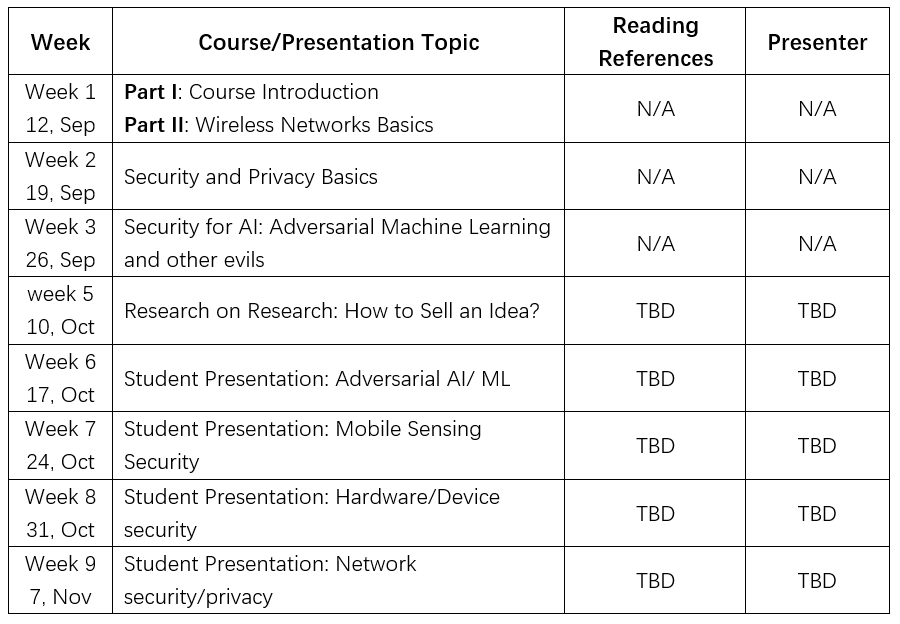 Week Course/Presentation Topic Reading References Presenter
Week 1
12, Sep
Part I: Course Introduction
Part II: Wireless Networks Basics
N/A
N/A
Week 2
19, Sep
Security and Privacy Basics
N/A
N/A
Week 3
26, Sep
Security for AI: Adversarial Machine Learning
and other evils
N/A
N/A
week 5
10, Oct
Research on Research: How to Sell an Idea?
TBD
TBD
Week 6
17, Oct
Student Presentation: Adversarial AI/ ML
TBD
TBD
Week 7
24, Oct
Student Presentation: Mobile Sensing
Security
TBD
TBD
Week 8
31, Oct
Student Presentation: Hardware/Device
security
TBD
TBD
Week 9
7, Nov
Student Presentation: Network
security/privacy
TBD
TBD